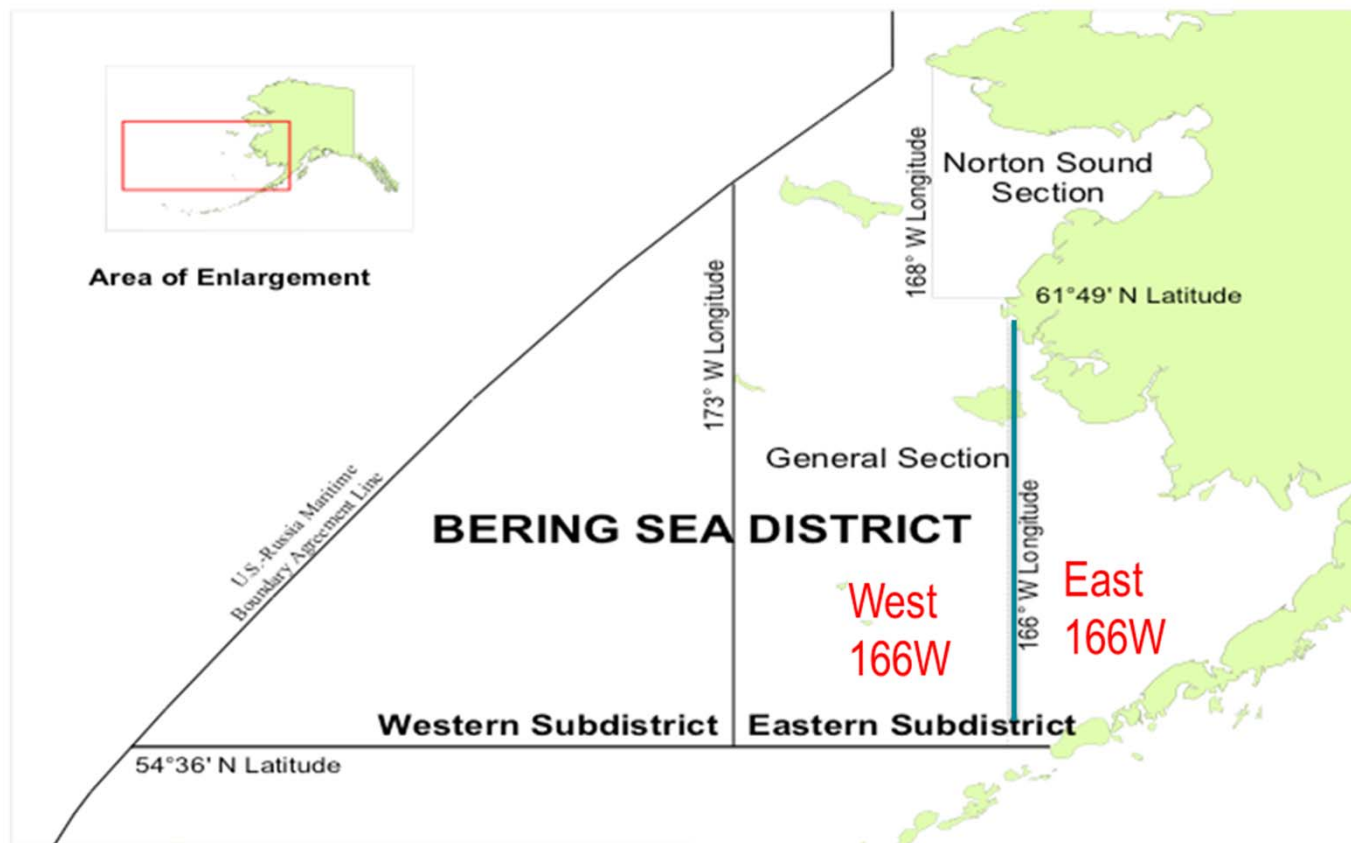 Area of Enlargement
168° W Longitude
Norton Sound
Section
61°49' N Latitude
173° W Longitude
General Section
U.S.-Russia Maritime
Boundary Agreement Line
BERING SEA DISTRICT
166° W Longitude
West
166W
East
166W
Western Subdistrict
Eastern Subdistrict
54°36' N Latitude